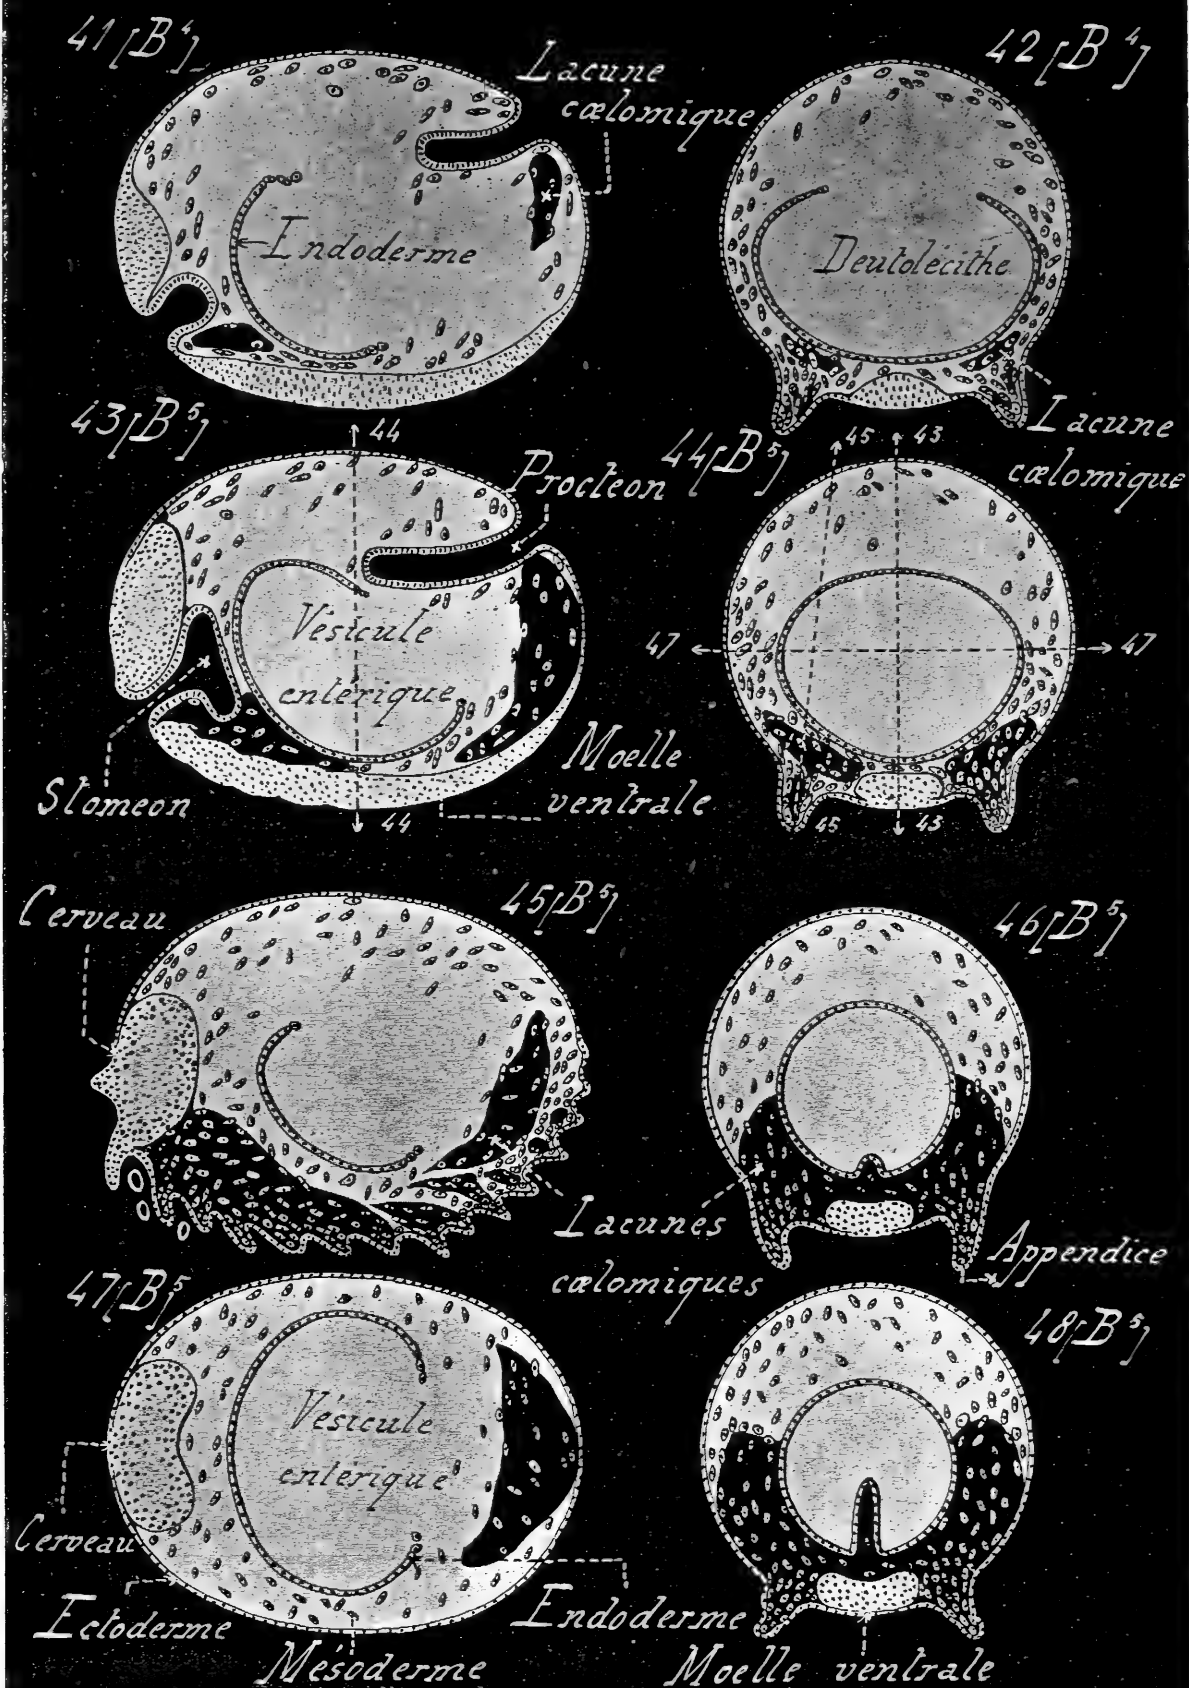 41 [B⁴]
Lacune
cœlomique
42 [B⁴]
Endoderme
Deutolécithe
Lacune
cœlomique
43 [B⁵]
44
Procteon
44 [B⁵]
45
43
Vésicule
entérique
47
47
Stomeon
Moelle
ventrale
44
45
43
Cerveau
45 [B⁵]
46 [B⁵]
Lacunes
cœlomiques
Appendice
47 [B⁵]
48 [B⁵]
Vésicule
entérique
Cerveau
Ectoderme
Mésoderme
Endoderme
Moelle ventrale